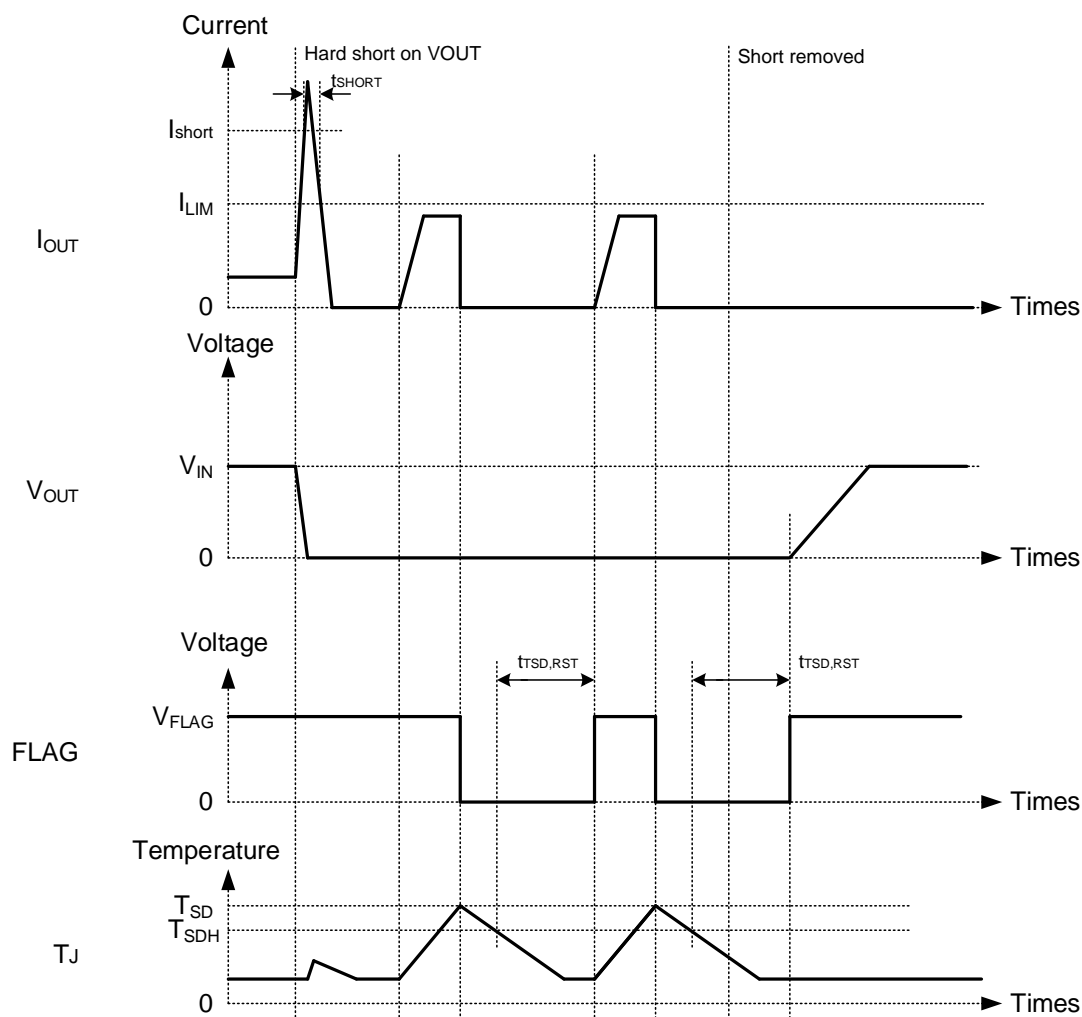 Current
Hard short on VOUT
Short removed
tSHORT
Ishort
ILIM
IOUT
0
Times
Voltage
VIN
VOUT
0
Times
Voltage
tTSD,RST
tTSD,RST
VFLAG
FLAG
0
Times
Temperature
TSD
TSDH
TJ
0
Times